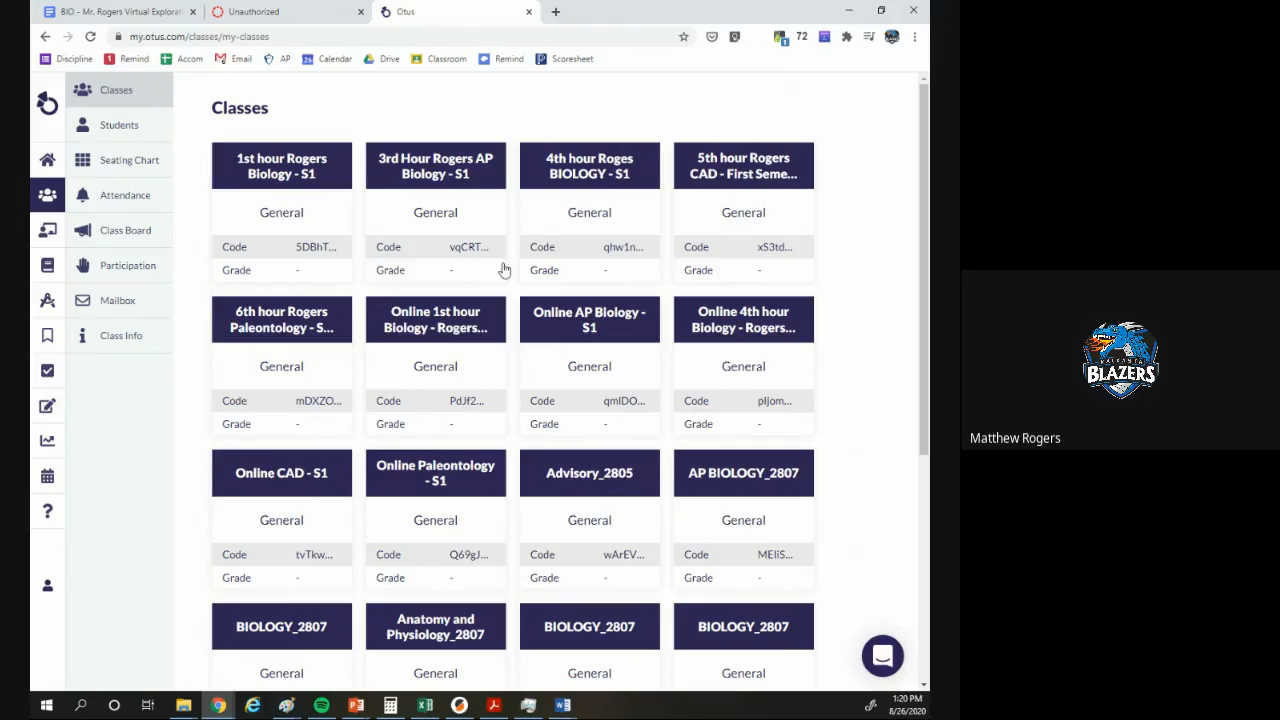 BIO - Mr. Rogers Virtual Explorat
Unauthorized
Otus
my.otus.com/classes/my-classes
72
Discipline
Remind
Accom
Email
AP
Calendar
Drive
Classroom
Remind
Scoresheet
Classes
Students
Seating Chart
Attendance
Class Board
Participation
Mailbox
Class Info
Classes
1st hour Rogers
Biology - S1
General
Code 5DBhT...
Grade -
3rd Hour Rogers AP
Biology - S1
General
Code vqCRT...
Grade -
4th hour Roges
BIOLOGY - S1
General
Code qhw1n...
Grade -
5th hour Rogers
CAD - First Seme...
General
Code xS3td...
Grade -
6th hour Rogers
Paleontology - S...
General
Code mDXZO...
Grade -
Online 1st hour
Biology - Rogers...
General
Code PdJf2...
Grade -
Online AP Biology -
S1
General
Code qmIDO...
Grade -
Online 4th hour
Biology - Rogers...
General
Code pIjom...
Grade -
Online CAD - S1
General
Code tvTkw...
Grade -
Online Paleontology
- S1
General
Code Q69gJ...
Grade -
Advisory_2805
General
Code wArEV...
Grade -
AP BIOLOGY_2807
General
Code MEIiS...
Grade -
BIOLOGY_2807
General
Anatomy and
Physiology_2807
General
BIOLOGY_2807
General
BIOLOGY_2807
General
1:20 PM
8/26/2020
BLAZERS
Matthew Rogers